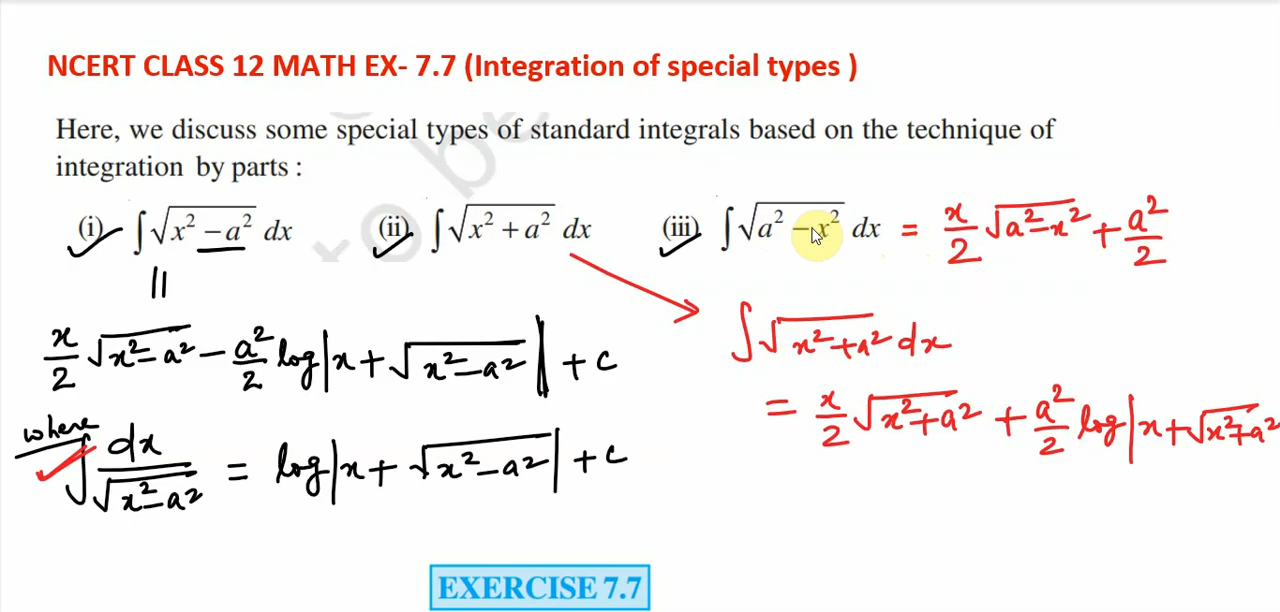 NCERT CLASS 12 MATH EX- 7.7 (Integration of special types )
Here, we discuss some special types of standard integrals based on the technique of
integration by parts :
(i) ∫√(x² − a²) dx (ii) ∫√(x² + a²) dx (iii) ∫√(a² − x²) dx = x/2 √(a²−x²) + a²/2
||
x/2 √(x²−a²) − a²/2 log|x + √(x²−a²)| + c
∫√(x²+a²) dx
= x/2 √(x²+a²) + a²/2 log|x+√(x²+a²)
where
∫ dx/√(x²−a²) = log|x + √(x²−a²)| + c
EXERCISE 7.7